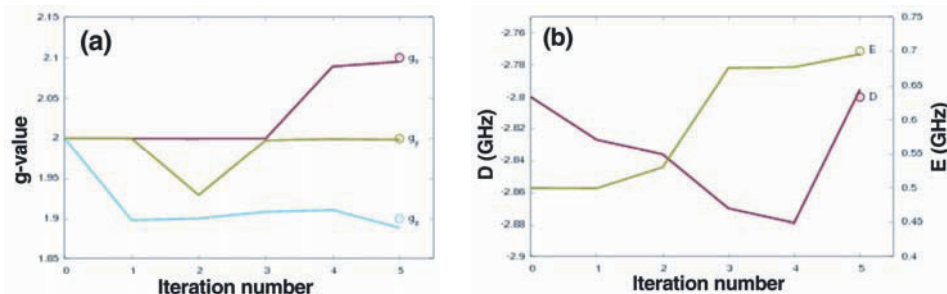 (a)
g-value
2.15
2.1
2.05
2
1.95
1.9
1.85
gx
gy
gz
0 1 2 3 4 5
Iteration number
(b)
D (GHz)
-2.76
-2.78
-2.8
-2.82
-2.84
-2.86
-2.88
-2.9
E
D
0.75
0.7
0.65
0.6
0.55
0.5
0.45
0.4
E (GHz)
0 1 2 3 4 5
Iteration number